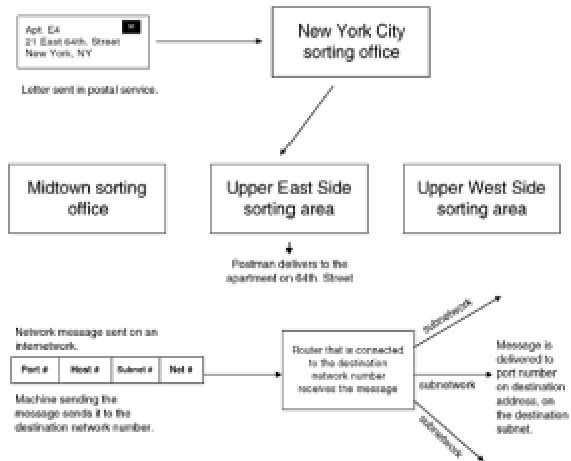 Apt. E4
21 East 64th. Street
New York, NY
Letter sent in postal service.
New York City
sorting office
Midtown sorting
office
Upper East Side
sorting area
Upper West Side
sorting area
Postman delivers to the
apartment on 64th. Street
Network message sent on an
internetwork.
Port #
Host #
Subnet #
Net #
Machine sending the
message sends it to the
destination network number.
Router that is connected
to the destination
network number
receives the message
subnetwork
subnetwork
subnetwork
Message is
delivered to
port number
on destination
address, on
the destination
subnet.